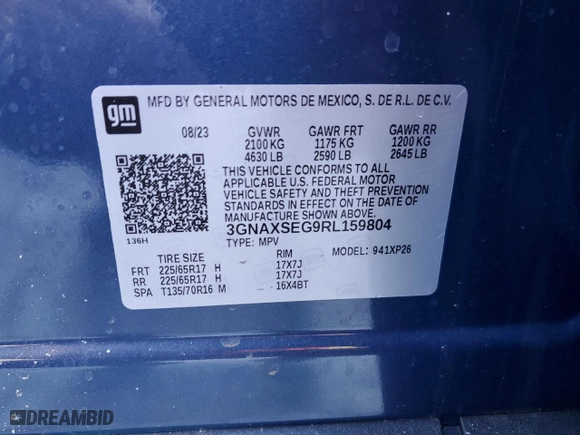 gm
MFD BY GENERAL MOTORS DE MEXICO, S. DE R.L. DE C.V.
08/23 GVWR GAWR FRT GAWR RR
2100 KG 1175 KG 1200 KG
4630 LB 2590 LB 2645 LB
THIS VEHICLE CONFORMS TO ALL
APPLICABLE U.S. FEDERAL MOTOR
VEHICLE SAFETY AND THEFT PREVENTION
STANDARDS IN EFFECT ON THE DATE OF
MANUFACTURE SHOWN ABOVE.
3GNAXSEG9RL159804
136H TYPE: MPV MODEL: 941XP26
TIRE SIZE RIM
FRT 225/65R17 H 17X7J
RR 225/65R17 H 17X7J
SPA T135/70R16 M 16X4BT
DREAMBID